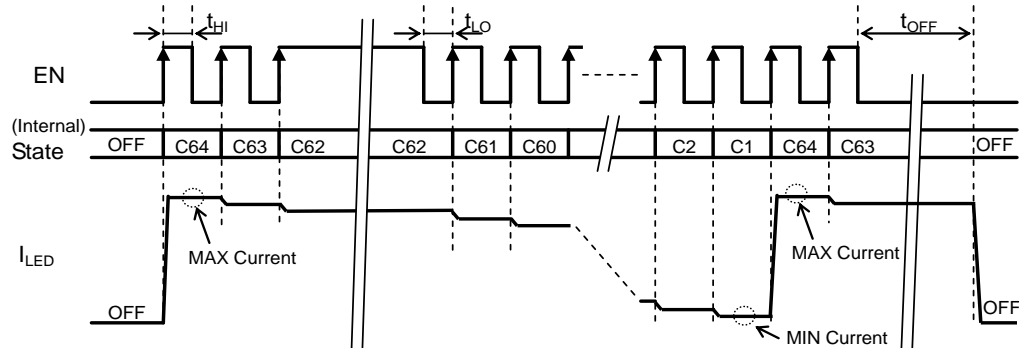 tHI
tLO
tOFF
EN
(Internal)
State
OFF C64 C63 C62 C62 C61 C60 C2 C1 C64 C63 OFF
MAX Current
MAX Current
ILED
OFF
OFF
MIN Current